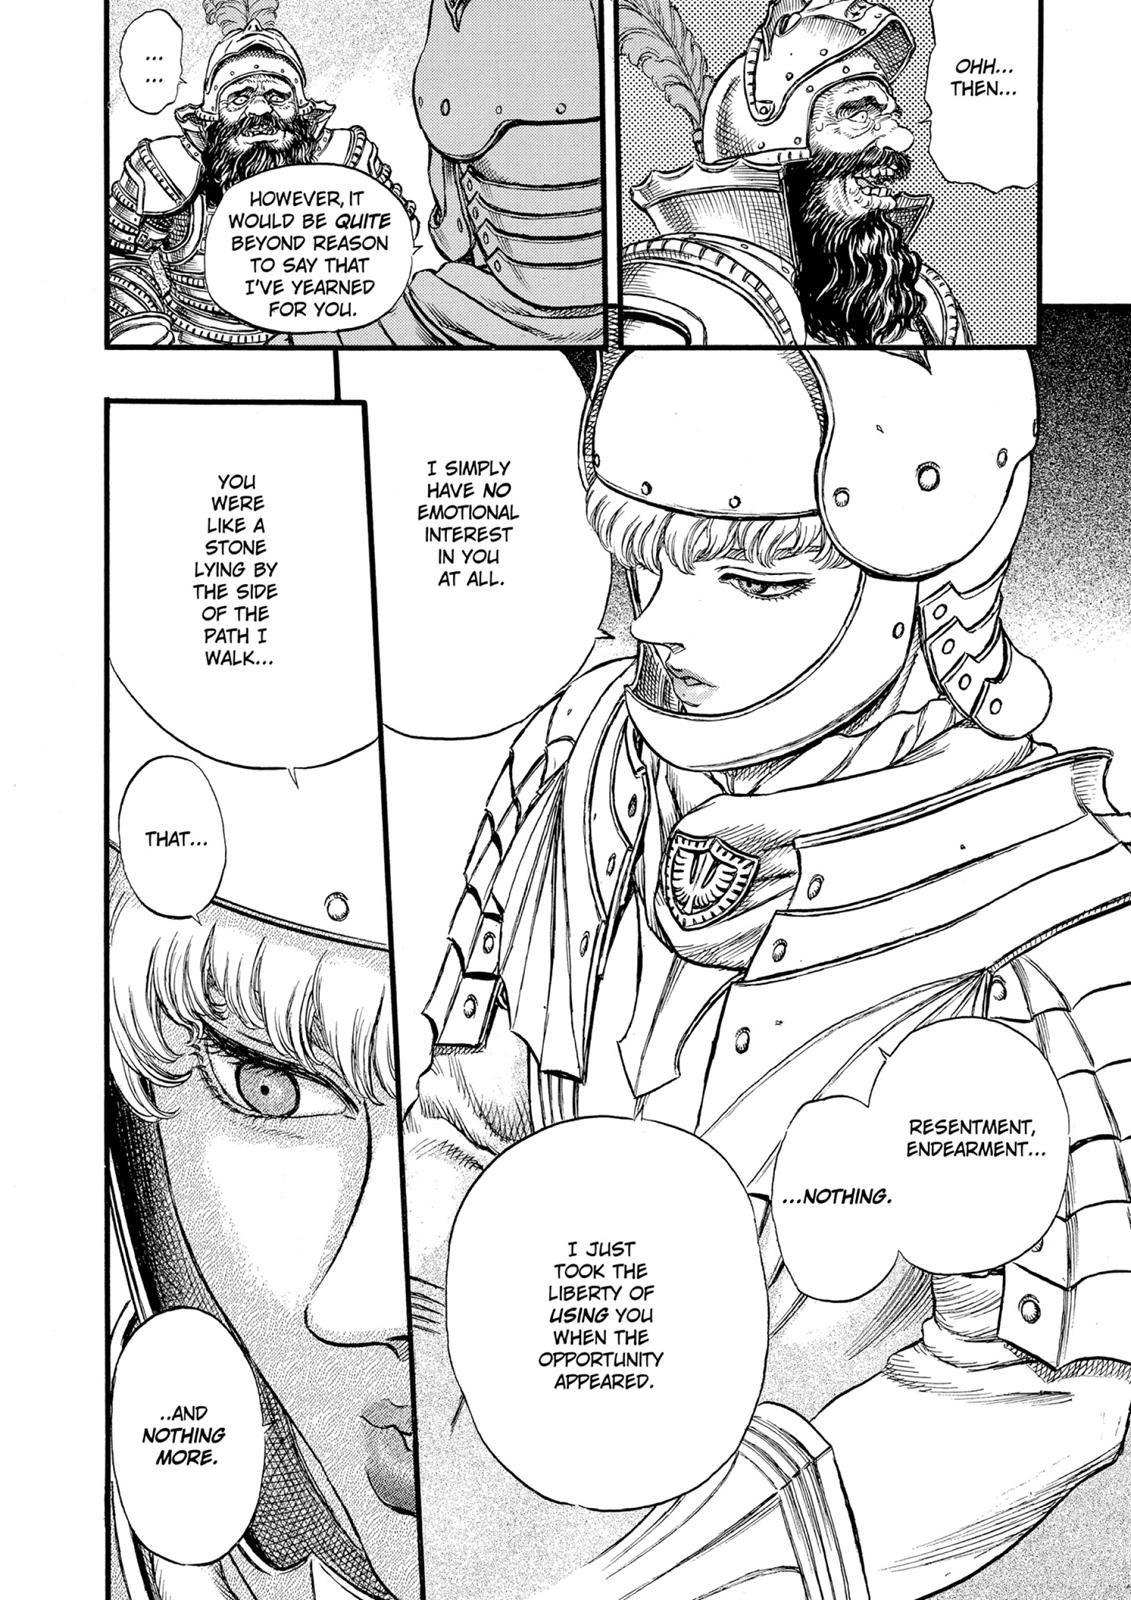 OHH...
THEN...
...
...
HOWEVER, IT
WOULD BE QUITE
BEYOND REASON
TO SAY THAT
I'VE YEARNED
FOR YOU.
I SIMPLY
HAVE NO
EMOTIONAL
INTEREST
IN YOU
AT ALL.
RESENTMENT,
ENDEARMENT...
...NOTHING.
I JUST
TOOK THE
LIBERTY OF
USING YOU
WHEN THE
OPPORTUNITY
APPEARED.
YOU
WERE
LIKE A
STONE
LYING BY
THE SIDE
OF THE
PATH I
WALK...
THAT...
..AND
NOTHING
MORE.